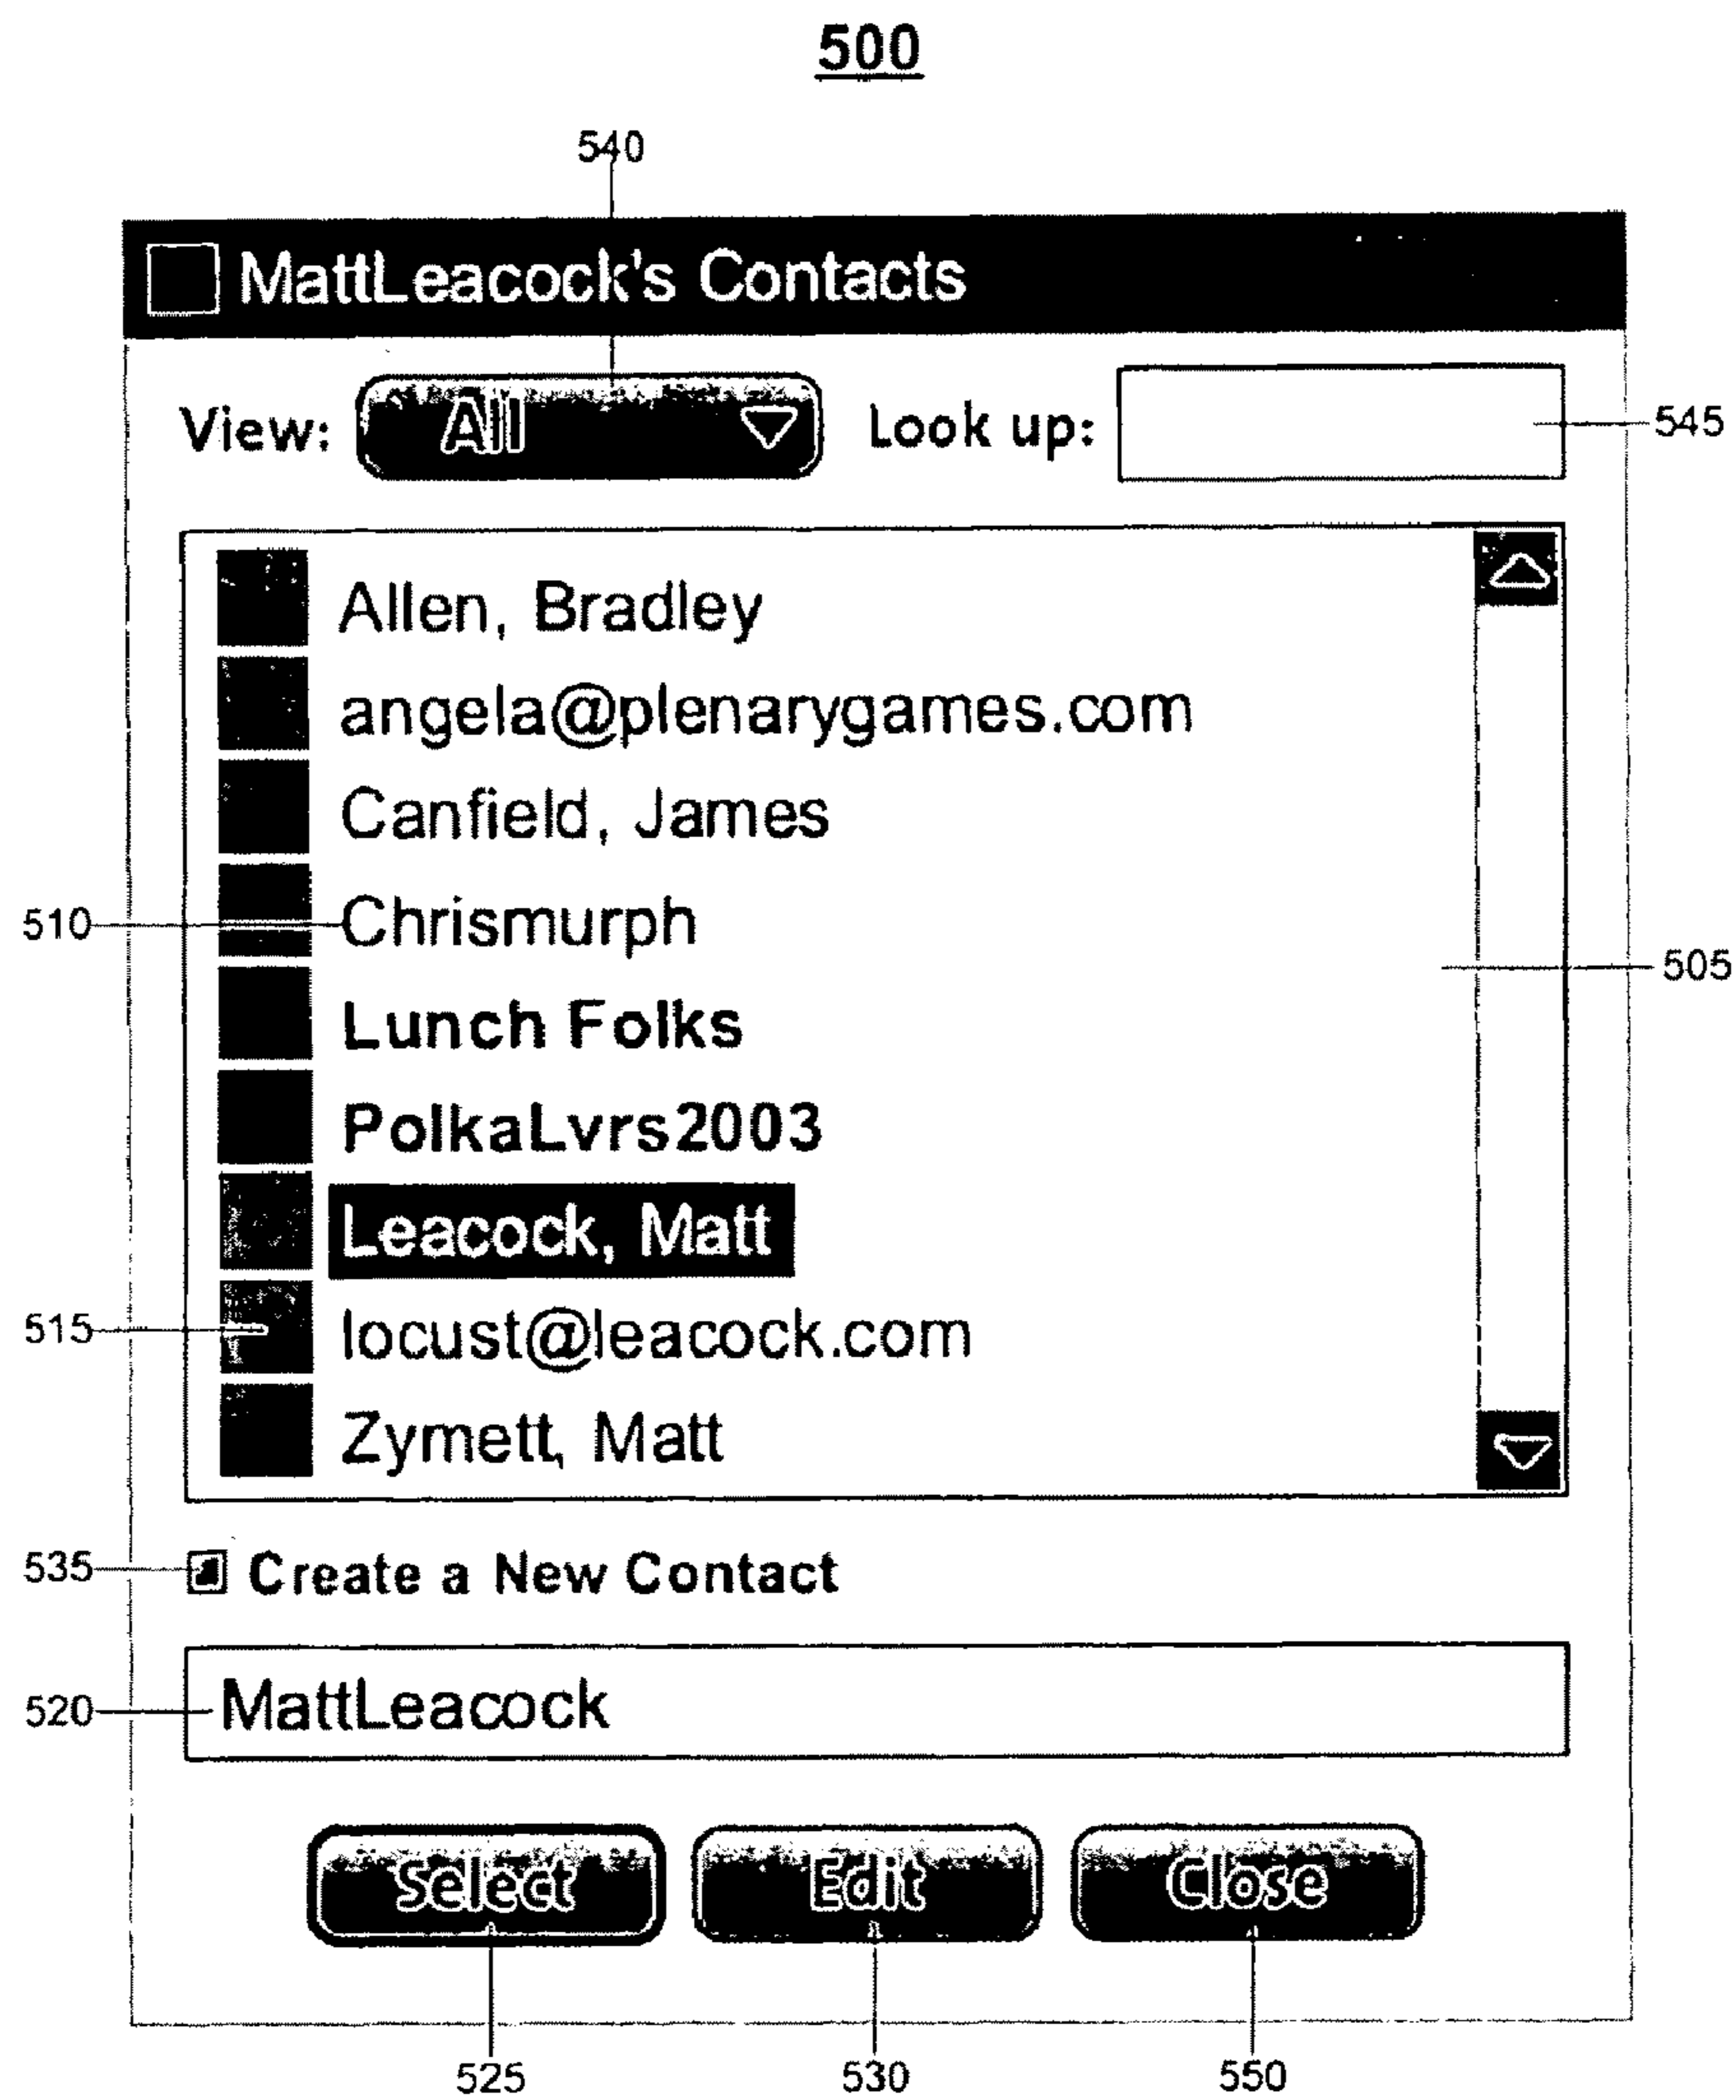 500
540
MattLeacock's Contacts
View: All Look up:
545
Allen, Bradley
angela@plenarygames.com
Canfield, James
510 Chrismurph
505
Lunch Folks
PolkaLvrs2003
Leacock, Matt
515 locust@leacock.com
Zymett, Matt
535 Create a New Contact
520 MattLeacock
Select Edit Close
525 530 550